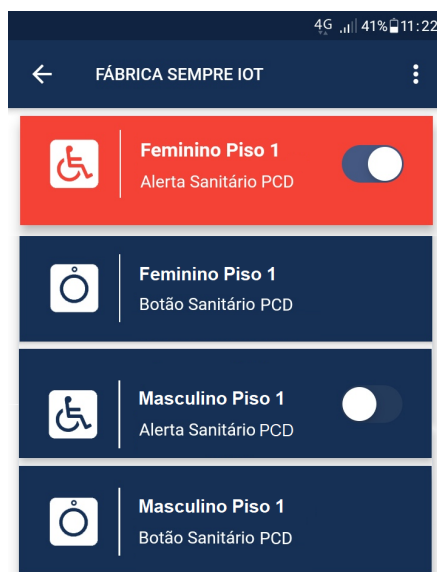 4G 41% 11:22
FÁBRICA SEMPRE IOT
Feminino Piso 1
Alerta Sanitário PCD
Feminino Piso 1
Botão Sanitário PCD
Masculino Piso 1
Alerta Sanitário PCD
Masculino Piso 1
Botão Sanitário PCD